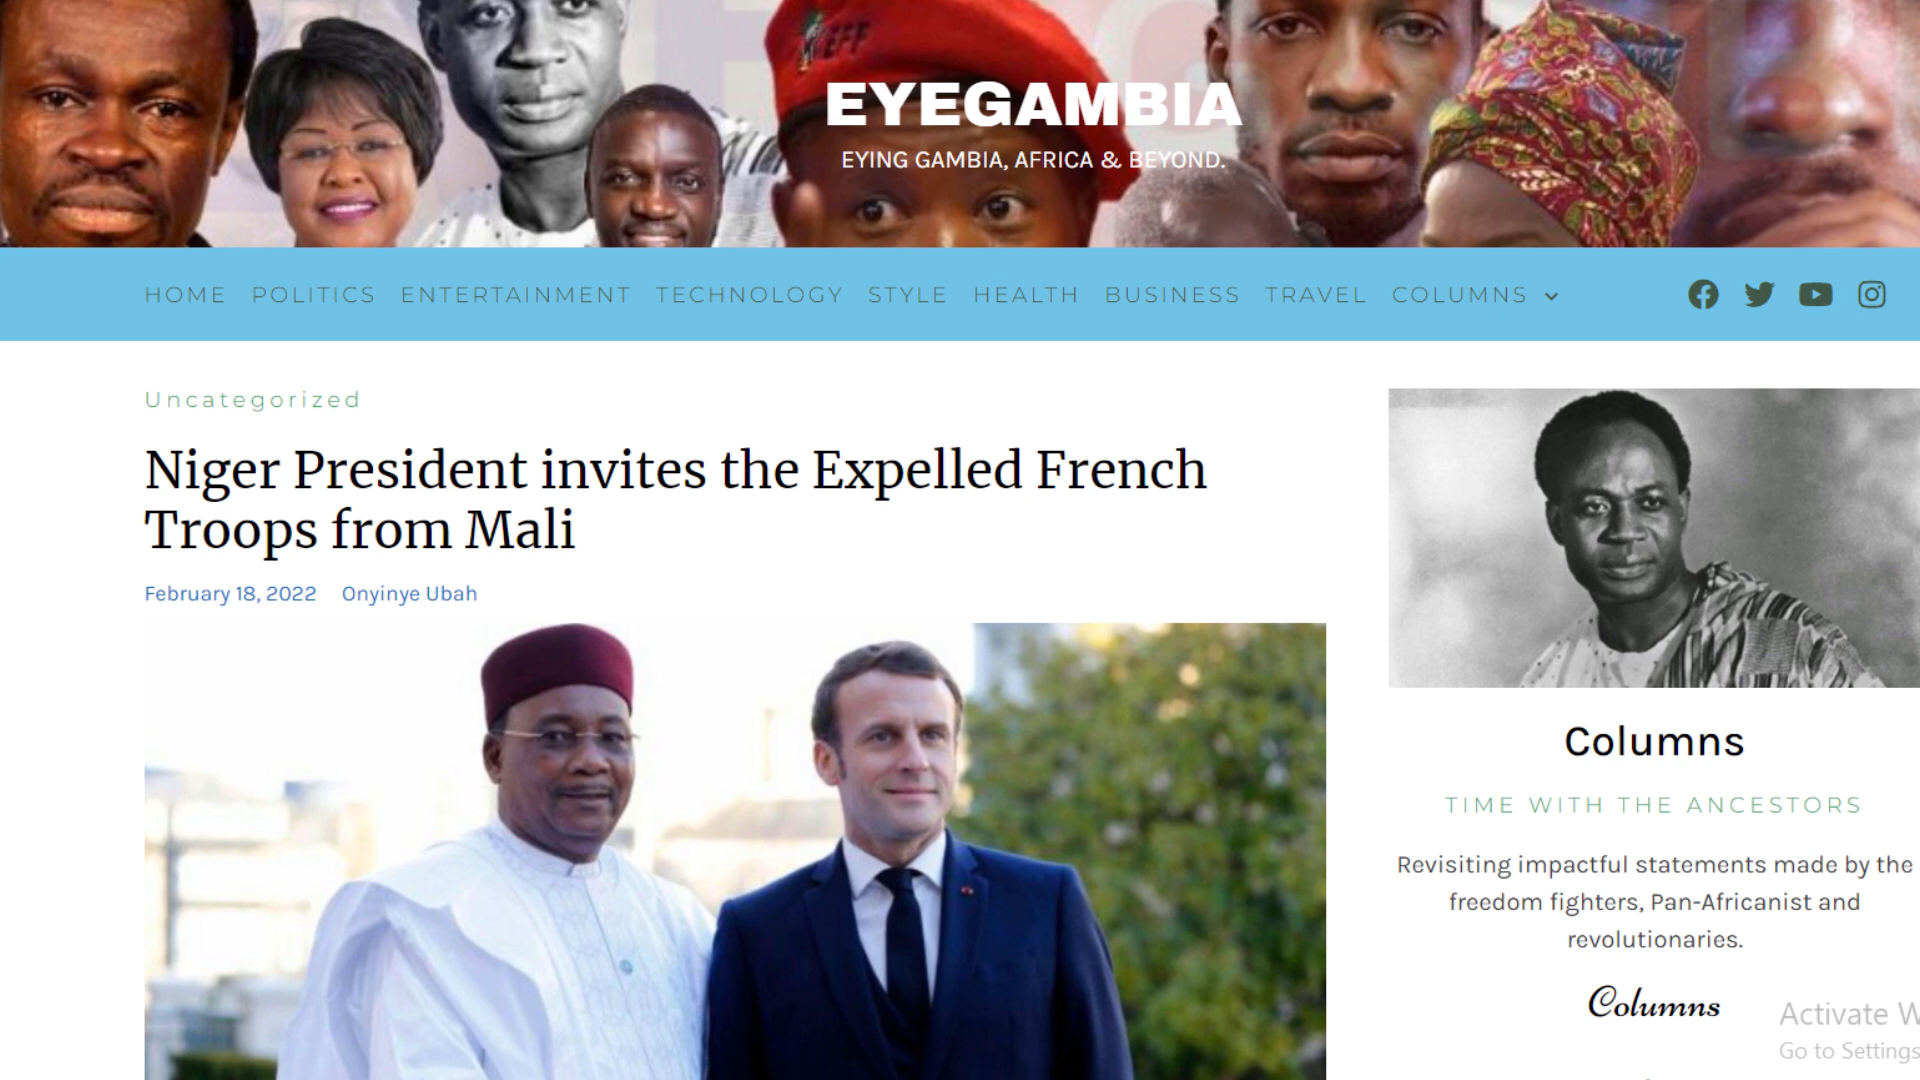 EFF
EYEGAMBIA
EYING GAMBIA, AFRICA & BEYOND.
HOME POLITICS ENTERTAINMENT TECHNOLOGY STYLE HEALTH BUSINESS TRAVEL COLUMNS
Uncategorized
Niger President invites the Expelled French
Troops from Mali
February 18, 2022 Onyinye Ubah
Columns
TIME WITH THE ANCESTORS
Revisiting impactful statements made by the
freedom fighters, Pan-Africanist and
revolutionaries.
Columns
Activate W
Go to Settings